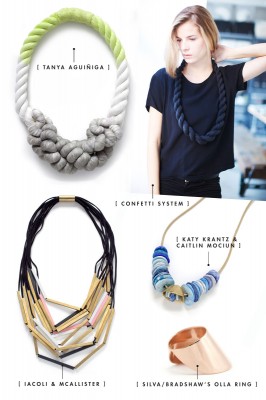 [ TANYA AGUIÑIGA ]
[ CONFETTI SYSTEM ]
[ KATY KRANTZ &
CAITLIN MOCIUN ]
[ IACOLI & MCALLISTER ]
[ SILVA/BRADSHAW'S OLLA RING ]